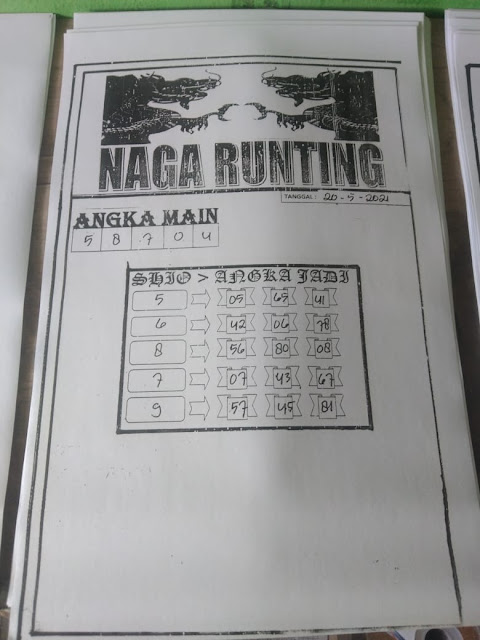 NAGA RUNTING
TANGGAL : 20 - 5 - 2021
ANGKA MAIN
5 8 7 0 4
SHIO > ANGKA JADI
5 05 65 41
6 42 06 78
8 56 80 08
7 07 43 67
9 57 45 81